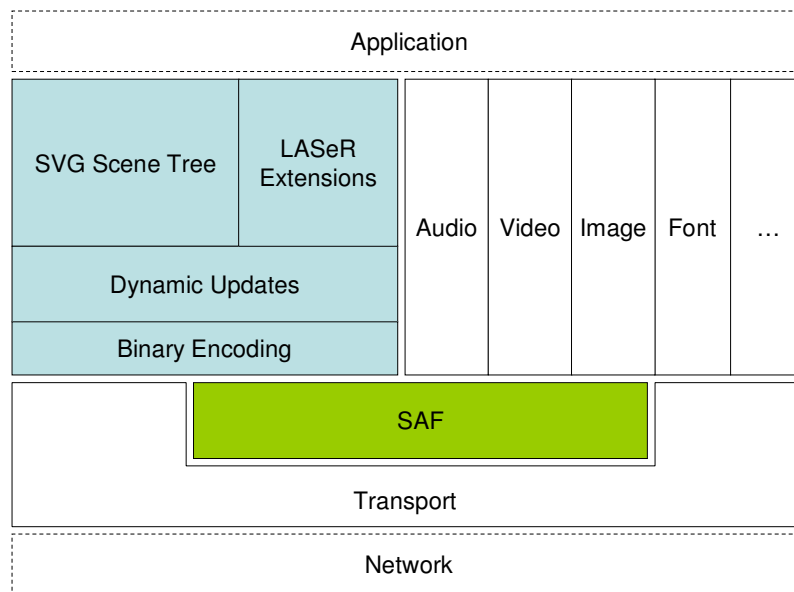 Application
SVG Scene Tree
LASeR
Extensions
Audio
Video
Image
Font
...
Dynamic Updates
Binary Encoding
SAF
Transport
Network